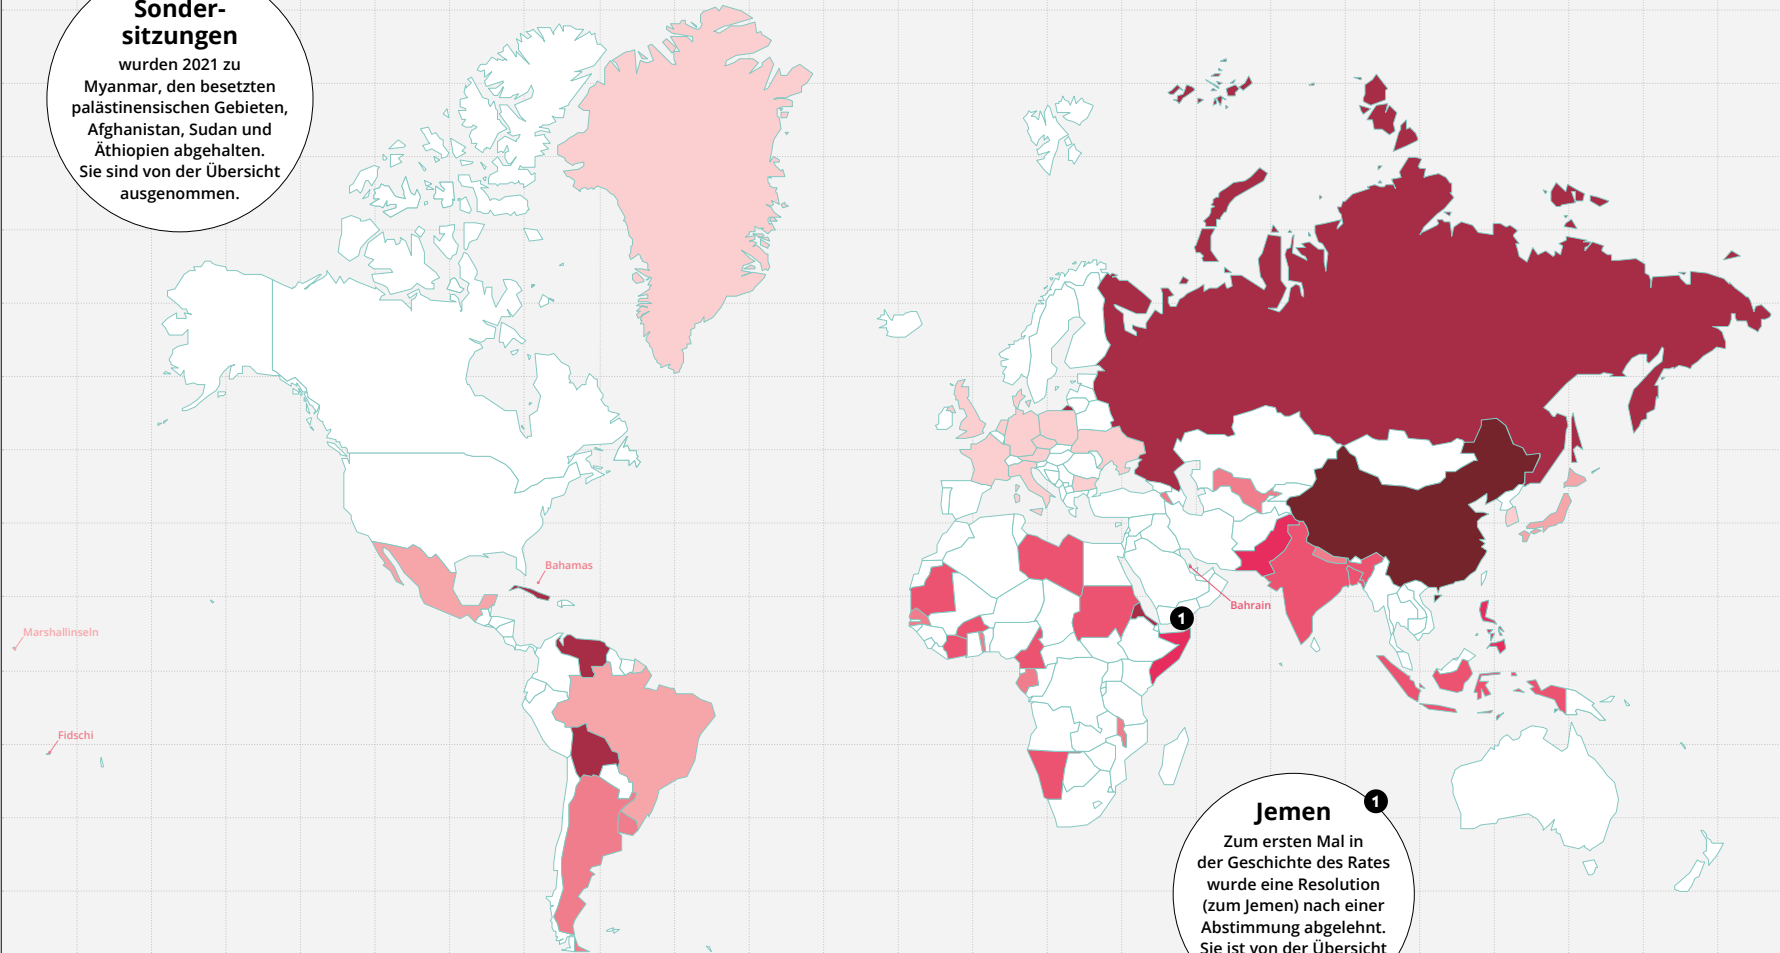 Sonder-
sitzungen
wurden 2021 zu
Myanmar, den besetzten
palästinensischen Gebieten,
Afghanistan, Sudan und
Äthiopien abgehalten.
Sie sind von der Übersicht
ausgenommen.
Bahamas
Marshallinseln
Fidschi
Bahrain
1
1
Jemen
Zum ersten Mal in
der Geschichte des Rates
wurde eine Resolution
(zum Jemen) nach einer
Abstimmung abgelehnt.
Sie ist von der Übersicht